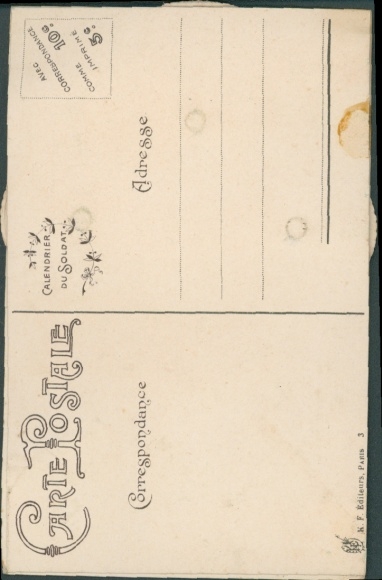 CARTE POSTALE
CALENDRIER
DU SOLDAT
AVEC
CORRESPONDANCE
10c.
COMME
IMPRIMÉ
5c.
Correspondance
Adresse
K. F. Editeurs, PARIS 3